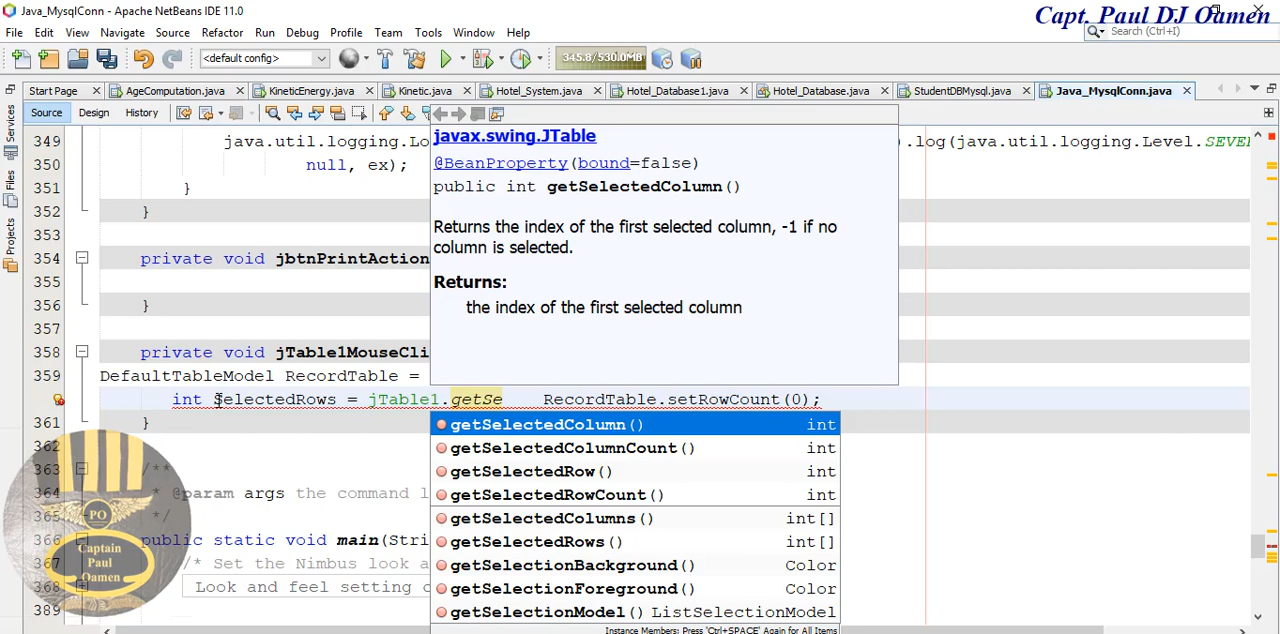 Java_MysqlConn - Apache NetBeans IDE 11.0
Capt. Paul DJ Oamen
File Edit View Navigate Source Refactor Run Debug Profile Team Tools Window Help
Search (Ctrl+I)
<default config>
345.8/530.0MB
Start Page AgeComputation.java KineticEnergy.java Kinetic.java Hotel_System.java Hotel_Database1.java Hotel_Database.java StudentDBMysql.java Java_MysqlConn.java
Source Design History
Services
Files
Projects
349 java.util.logging.Lo ).log(java.util.logging.Level.SEVE
350 null, ex);
351 }
352 }
353
354 private void jbtnPrintAction
355
356 }
357
358 private void jTable1MouseCli
359 DefaultTableModel RecordTable =
int selectedRows = jTable1.getSe RecordTable.setRowCount(0);
361 }
362
363 /**
364 * @param args the command l
365 */
366 public static void main(Stri
367 /* Set the Nimbus look a
368 Look and feel setting c
389
javax.swing.JTable
@BeanProperty(bound=false)
public int getSelectedColumn()
Returns the index of the first selected column, -1 if no
column is selected.
Returns:
the index of the first selected column
getSelectedColumn() int
getSelectedColumnCount() int
getSelectedRow() int
getSelectedRowCount() int
getSelectedColumns() int[]
getSelectedRows() int[]
getSelectionBackground() Color
getSelectionForeground() Color
getSelectionModel() ListSelectionModel
Instance Members; Press 'Ctrl+SPACE' Again for All Items
PO
Captain
Paul
Oamen